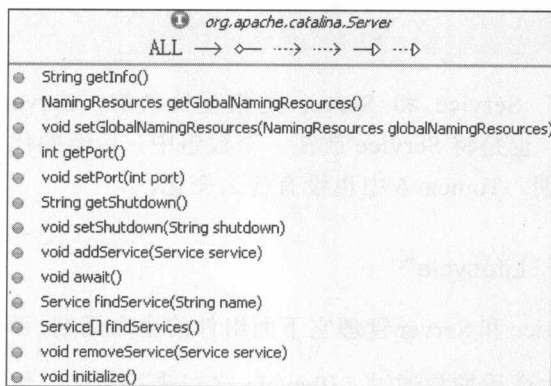 org.apache.catalina.Server
ALL
String getInfo()
NamingResources getGlobalNamingResources()
void setGlobalNamingResources(NamingResources globalNamingResources)
int getPort()
void setPort(int port)
String getShutdown()
void setShutdown(String shutdown)
void addService(Service service)
void await()
Service findService(String name)
Service[] findServices()
void removeService(Service service)
void initialize()